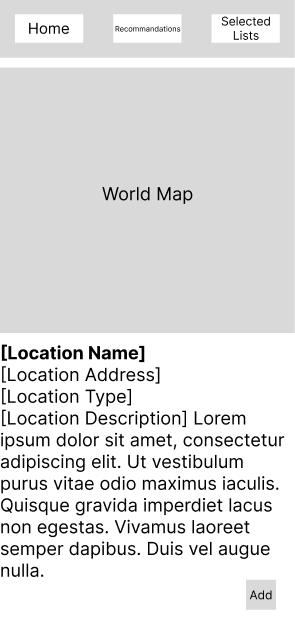 Home
Recommandations
Selected
Lists
World Map
[Location Name]
[Location Address]
[Location Type]
[Location Description] Lorem
ipsum dolor sit amet, consectetur
adipiscing elit. Ut vestibulum
purus vitae odio maximus iaculis.
Quisque gravida imperdiet lacus
non egestas. Vivamus laoreet
semper dapibus. Duis vel augue
nulla.
Add